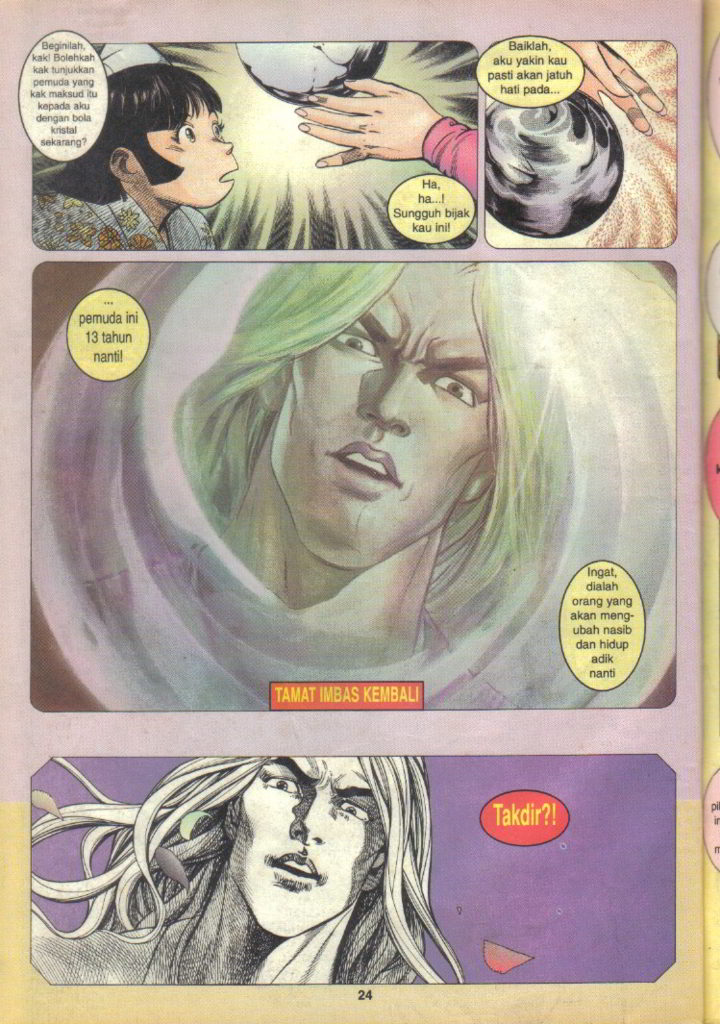 Beginilah,
kak! Bolehkah
kak tunjukkan
pemuda yang
kak maksud itu
kepada aku
dengan bola
kristal
sekarang?
Ha,
ha...!
Sungguh bijak
kau ini!
Baiklah,
aku yakin kau
pasti akan jatuh
hati pada...
...
pemuda ini
13 tahun
nanti!
Ingat,
dialah
orang yang
akan meng-
ubah nasib
dan hidup
adik
nanti
TAMAT IMBAS KEMBALI
Takdir?!
24